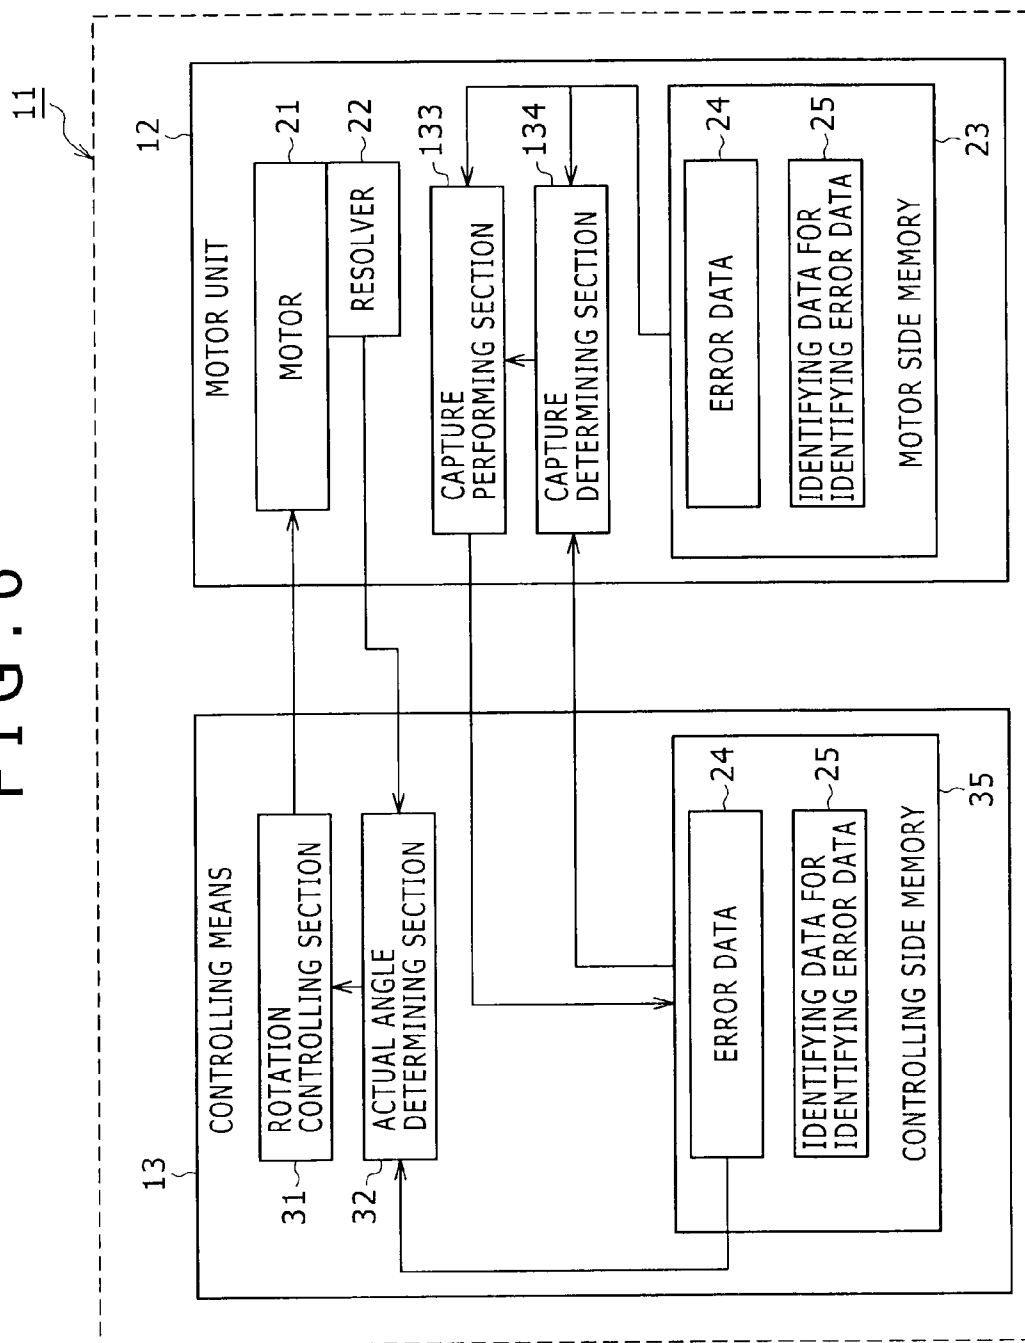 FIG.
11
13
CONTROLLING MEANS
ROTATION
CONTROLLING SECTION
31
ACTUAL ANGLE
DETERMINING SECTION
32
ERROR DATA
24
IDENTIFYING DATA FOR
IDENTIFYING ERROR DATA
25
CONTROLLING SIDE MEMORY
35
12
MOTOR UNIT
MOTOR
21
RESOLVER
22
CAPTURE
PERFORMING SECTION
133
CAPTURE
DETERMINING SECTION
134
ERROR DATA
24
IDENTIFYING DATA FOR
IDENTIFYING ERROR DATA
25
MOTOR SIDE MEMORY
23